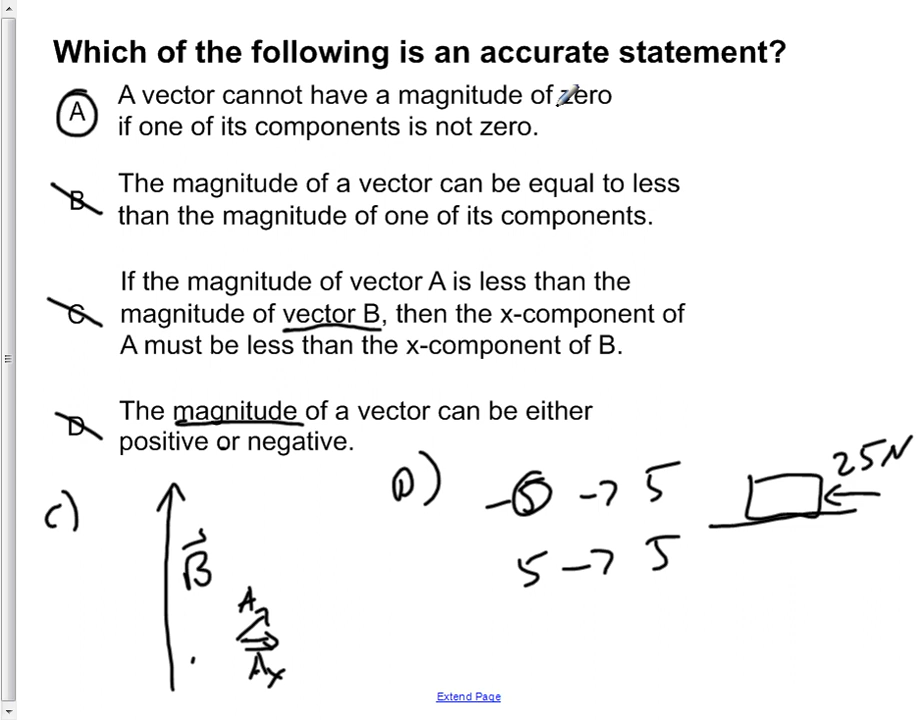 Which of the following is an accurate statement?
A
A vector cannot have a magnitude of zero
if one of its components is not zero.
B
The magnitude of a vector can be equal to less
than the magnitude of one of its components.
C
If the magnitude of vector A is less than the
magnitude of vector B, then the x-component of
A must be less than the x-component of B.
D
The magnitude of a vector can be either
positive or negative.
C)
B
A
Ax
D)
-5 → 5
5 → 5
25N
Extend Page